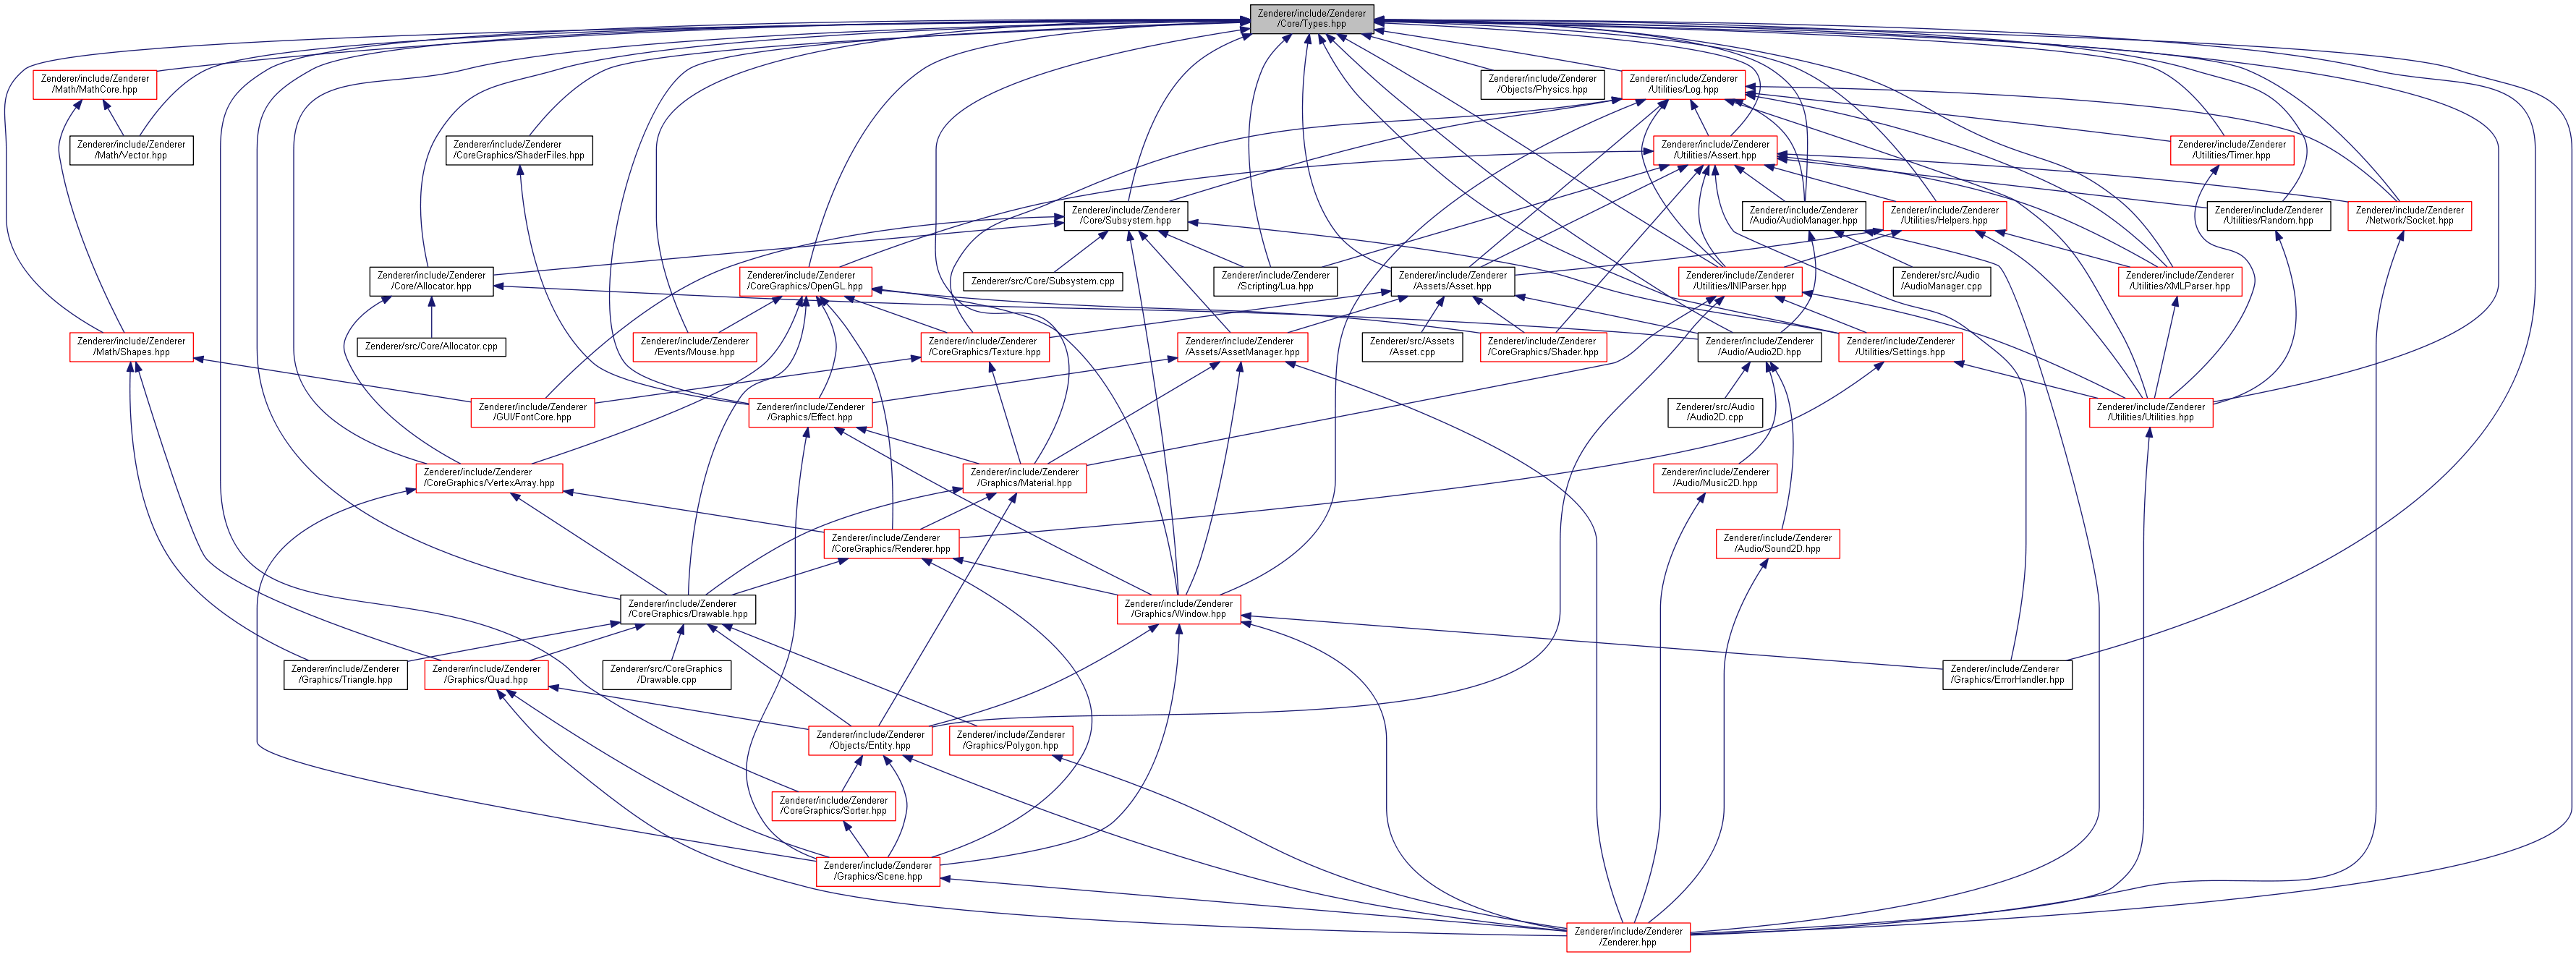 Zenderer/include/Zenderer
/Core/Types.hpp
Zenderer/include/Zenderer
/Math/MathCore.hpp
Zenderer/include/Zenderer
/Objects/Physics.hpp
Zenderer/include/Zenderer
/Utilities/Log.hpp
Zenderer/include/Zenderer
/Math/Vector.hpp
Zenderer/include/Zenderer
/CoreGraphics/ShaderFiles.hpp
Zenderer/include/Zenderer
/Utilities/Assert.hpp
Zenderer/include/Zenderer
/Utilities/Timer.hpp
Zenderer/include/Zenderer
/Core/Subsystem.hpp
Zenderer/include/Zenderer
/Audio/AudioManager.hpp
Zenderer/include/Zenderer
/Utilities/Helpers.hpp
Zenderer/include/Zenderer
/Utilities/Random.hpp
Zenderer/include/Zenderer
/Network/Socket.hpp
Zenderer/include/Zenderer
/Core/Allocator.hpp
Zenderer/include/Zenderer
/CoreGraphics/OpenGL.hpp
Zenderer/src/Core/Subsystem.cpp
Zenderer/include/Zenderer
/Scripting/Lua.hpp
Zenderer/include/Zenderer
/Assets/Asset.hpp
Zenderer/include/Zenderer
/Utilities/INIParser.hpp
Zenderer/src/Audio
/AudioManager.cpp
Zenderer/include/Zenderer
/Utilities/XMLParser.hpp
Zenderer/include/Zenderer
/Math/Shapes.hpp
Zenderer/src/Core/Allocator.cpp
Zenderer/include/Zenderer
/Events/Mouse.hpp
Zenderer/include/Zenderer
/CoreGraphics/Texture.hpp
Zenderer/include/Zenderer
/Assets/AssetManager.hpp
Zenderer/src/Assets
/Asset.cpp
Zenderer/include/Zenderer
/CoreGraphics/Shader.hpp
Zenderer/include/Zenderer
/Audio/Audio2D.hpp
Zenderer/include/Zenderer
/Utilities/Settings.hpp
Zenderer/include/Zenderer
/GUI/FontCore.hpp
Zenderer/include/Zenderer
/Graphics/Effect.hpp
Zenderer/src/Audio
/Audio2D.cpp
Zenderer/include/Zenderer
/Utilities/Utilities.hpp
Zenderer/include/Zenderer
/CoreGraphics/VertexArray.hpp
Zenderer/include/Zenderer
/Graphics/Material.hpp
Zenderer/include/Zenderer
/Audio/Music2D.hpp
Zenderer/include/Zenderer
/CoreGraphics/Renderer.hpp
Zenderer/include/Zenderer
/Audio/Sound2D.hpp
Zenderer/include/Zenderer
/CoreGraphics/Drawable.hpp
Zenderer/include/Zenderer
/Graphics/Window.hpp
Zenderer/include/Zenderer
/Graphics/Triangle.hpp
Zenderer/include/Zenderer
/Graphics/Quad.hpp
Zenderer/src/CoreGraphics
/Drawable.cpp
Zenderer/include/Zenderer
/Graphics/ErrorHandler.hpp
Zenderer/include/Zenderer
/Objects/Entity.hpp
Zenderer/include/Zenderer
/Graphics/Polygon.hpp
Zenderer/include/Zenderer
/CoreGraphics/Sorter.hpp
Zenderer/include/Zenderer
/Graphics/Scene.hpp
Zenderer/include/Zenderer
/Zenderer.hpp